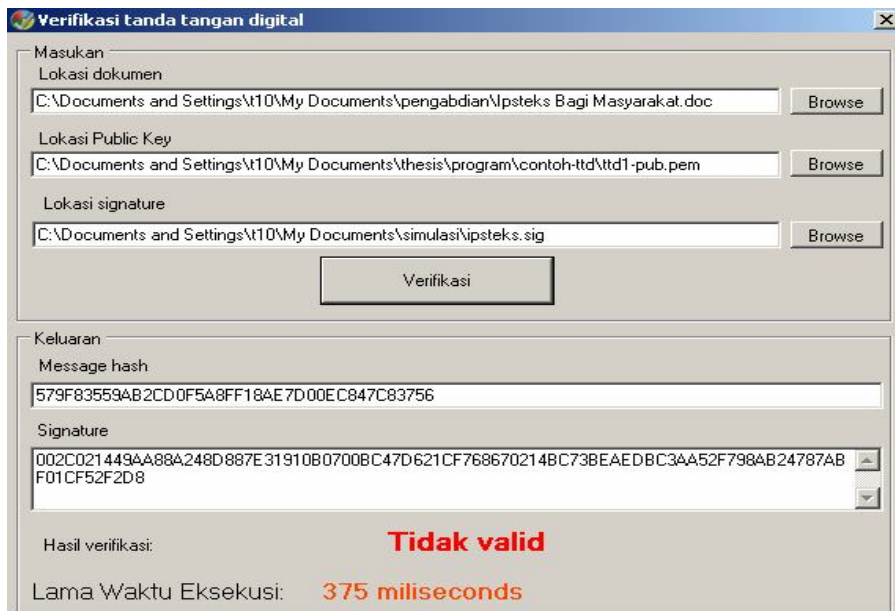 Verifikasi tanda tangan digital
Masukan
Lokasi dokumen
C:\Documents and Settings\t10\My Documents\pengabdian\Ipsteks Bagi Masyarakat.doc
Browse
Lokasi Public Key
C:\Documents and Settings\t10\My Documents\thesis\program\contoh-ttd\ttd1-pub.pem
Browse
Lokasi signature
C:\Documents and Settings\t10\My Documents\simulasi\ipsteks.sig
Browse
Verifikasi
Keluaran
Message hash
579F83559AB2CD0F5A8FF18AE7D00EC847C83756
Signature
002C021449AA88A248D887E31910B0700BC47D621CF768670214BC73BEAEDBC3AA52F798AB24787AB
F01CF52F2D8
Hasil verifikasi: Tidak valid
Lama Waktu Eksekusi: 375 miliseconds